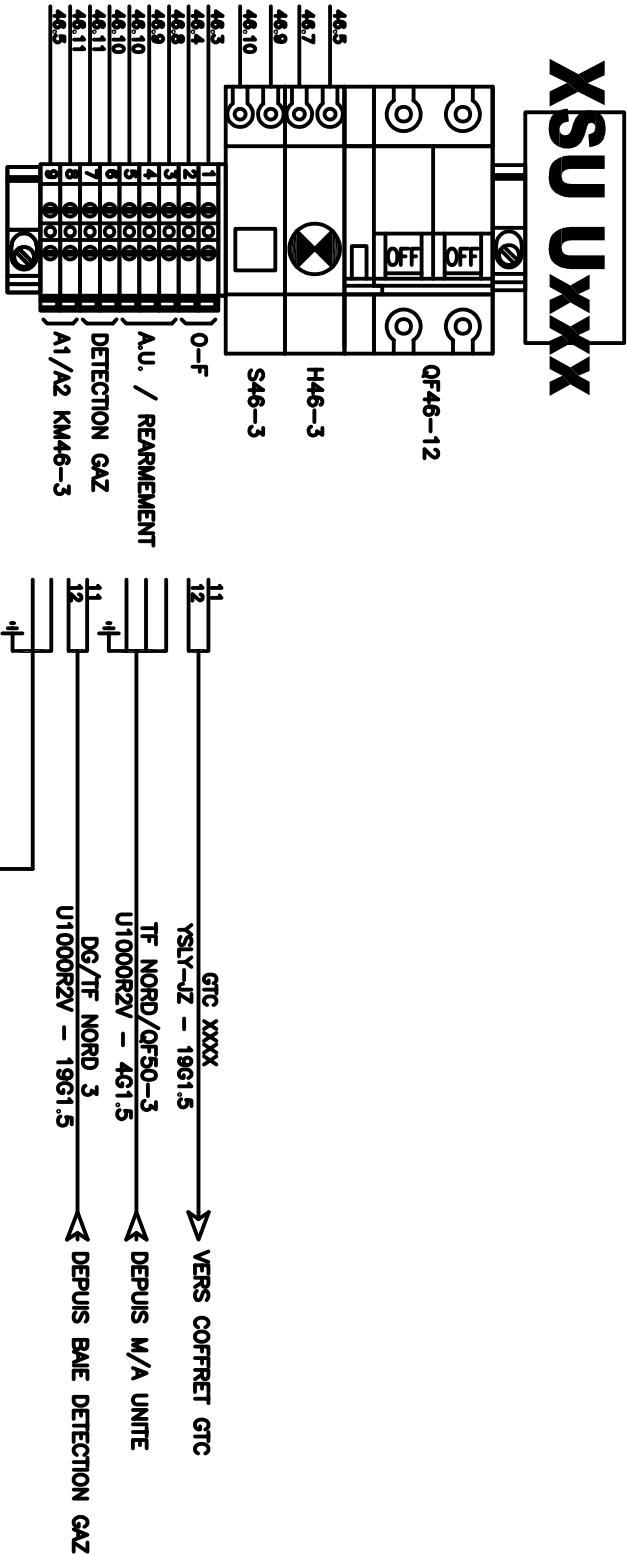 XSU UXXX
OFF
OFF
QF46-12
H46-3
S46-3
46.5
46.7
46.9
46.10
46.3
46.4
46.8
46.9
46.10
46.10
46.11
46.11
46.5
1
2
3
4
5
6
7
8
9
O-F
A.U. / REARMEMENT
DETECTION GAZ
A1/A2 KM46-3
11
12
GTC XXXX
YSLY-JZ - 19G1.5
VERS COFFRET GTC
TF NORD/QF50-3
U1000R2V - 4G1.5
DEPUIS M/A UNITE
11
12
DG/TF NORD 3
U1000R2V - 19G1.5
DEPUIS BAIE DETECTION GAZ